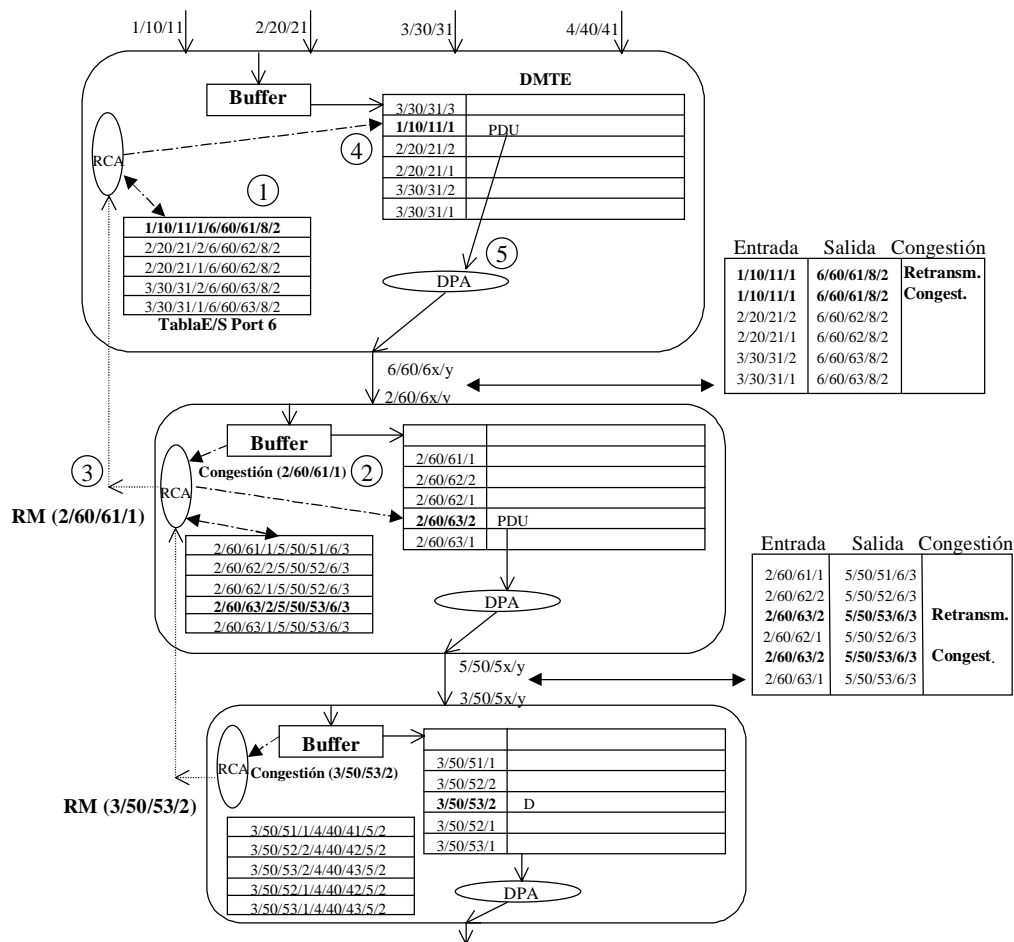 1/10/11
2/20/21
3/30/31
4/40/41
DMTE
Buffer
3/30/31/3
1/10/11/1 PDU
2/20/21/2
2/20/21/1
3/30/31/2
3/30/31/1
RCA
4
1
1/10/11/1/6/60/61/8/2
2/20/21/2/6/60/62/8/2
2/20/21/1/6/60/62/8/2
3/30/31/2/6/60/63/8/2
3/30/31/1/6/60/63/8/2
TablaE/S Port 6
5
DPA
Entrada Salida Congestión
1/10/11/1 6/60/61/8/2 Retransm.
1/10/11/1 6/60/61/8/2 Congest.
2/20/21/2 6/60/62/8/2
2/20/21/1 6/60/62/8/2
3/30/31/2 6/60/63/8/2
3/30/31/1 6/60/63/8/2
6/60/6x/y
2/60/6x/y
Buffer
Congestión (2/60/61/1)
2
3
RCA
RM (2/60/61/1)
2/60/61/1
2/60/62/2
2/60/62/1
2/60/63/2 PDU
2/60/63/1
2/60/61/1/5/50/51/6/3
2/60/62/2/5/50/52/6/3
2/60/62/1/5/50/52/6/3
2/60/63/2/5/50/53/6/3
2/60/63/1/5/50/53/6/3
DPA
Entrada Salida Congestión
2/60/61/1 5/50/51/6/3
2/60/62/2 5/50/52/6/3
2/60/63/2 5/50/53/6/3 Retransm.
2/60/62/1 5/50/52/6/3
2/60/63/2 5/50/53/6/3 Congest.
2/60/63/1 5/50/53/6/3
5/50/5x/y
3/50/5x/y
Buffer
RCA
Congestión (3/50/53/2)
RM (3/50/53/2)
3/50/51/1
3/50/52/2
3/50/53/2 D
3/50/52/1
3/50/53/1
3/50/51/1/4/40/41/5/2
3/50/52/2/4/40/42/5/2
3/50/53/2/4/40/43/5/2
3/50/52/1/4/40/42/5/2
3/50/53/1/4/40/43/5/2
DPA